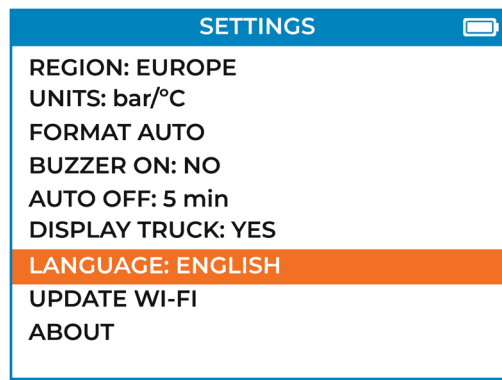 SETTINGS
REGION: EUROPE
UNITS: bar/ºC
FORMAT AUTO
BUZZER ON: NO
AUTO OFF: 5 min
DISPLAY TRUCK: YES
LANGUAGE: ENGLISH
UPDATE WI-FI
ABOUT